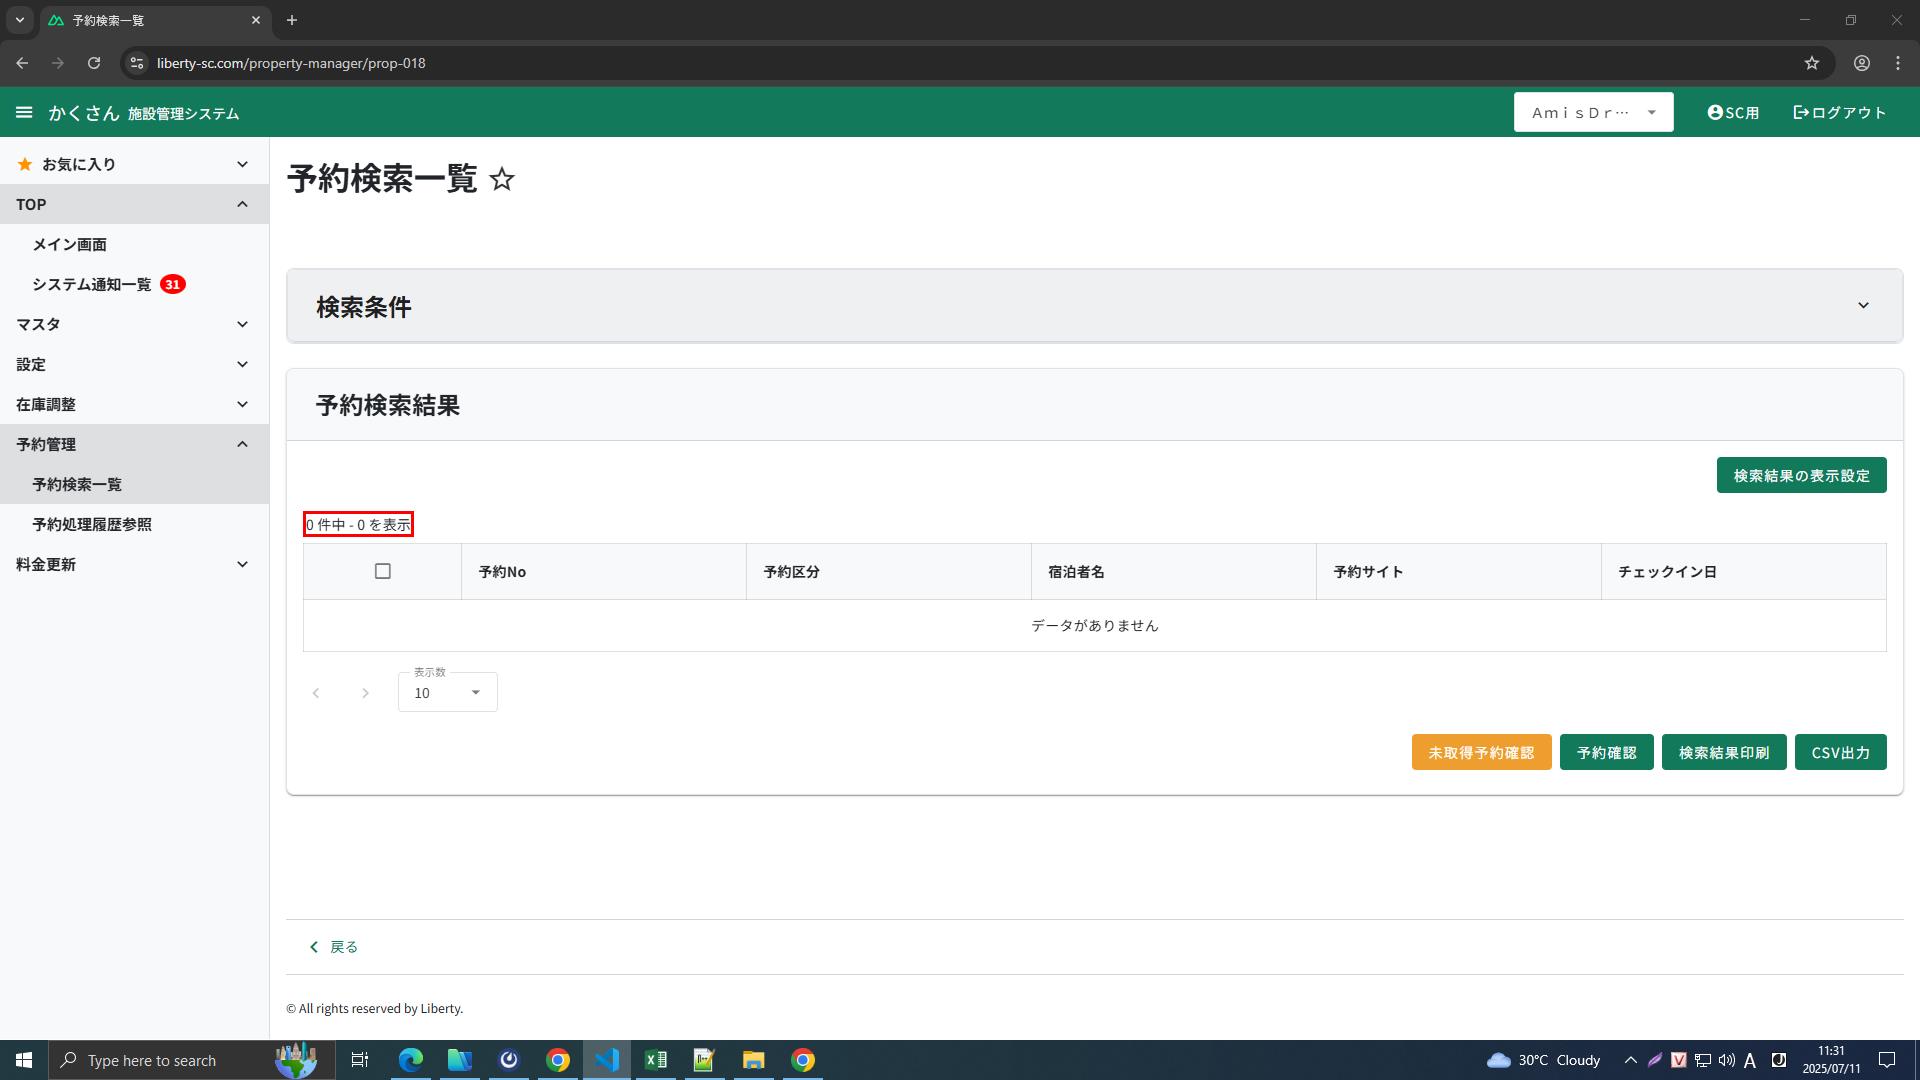 予約検索一覧
liberty-sc.com/property-manager/prop-018
かくさん 施設管理システム
ＡｍｉｓＤｒ…
SC用
ログアウト
お気に入り
TOP
メイン画面
システム通知一覧 31
マスタ
設定
在庫調整
予約管理
予約検索一覧
予約処理履歴参照
料金更新
予約検索一覧
検索条件
予約検索結果
検索結果の表示設定
0 件中 - 0 を表示
予約No 予約区分 宿泊者名 予約サイト チェックイン日
データがありません
表示数
10
未取得予約確認 予約確認 検索結果印刷 CSV出力
戻る
© All rights reserved by Liberty.
Type here to search
30°C Cloudy
A
11:31
2025/07/11